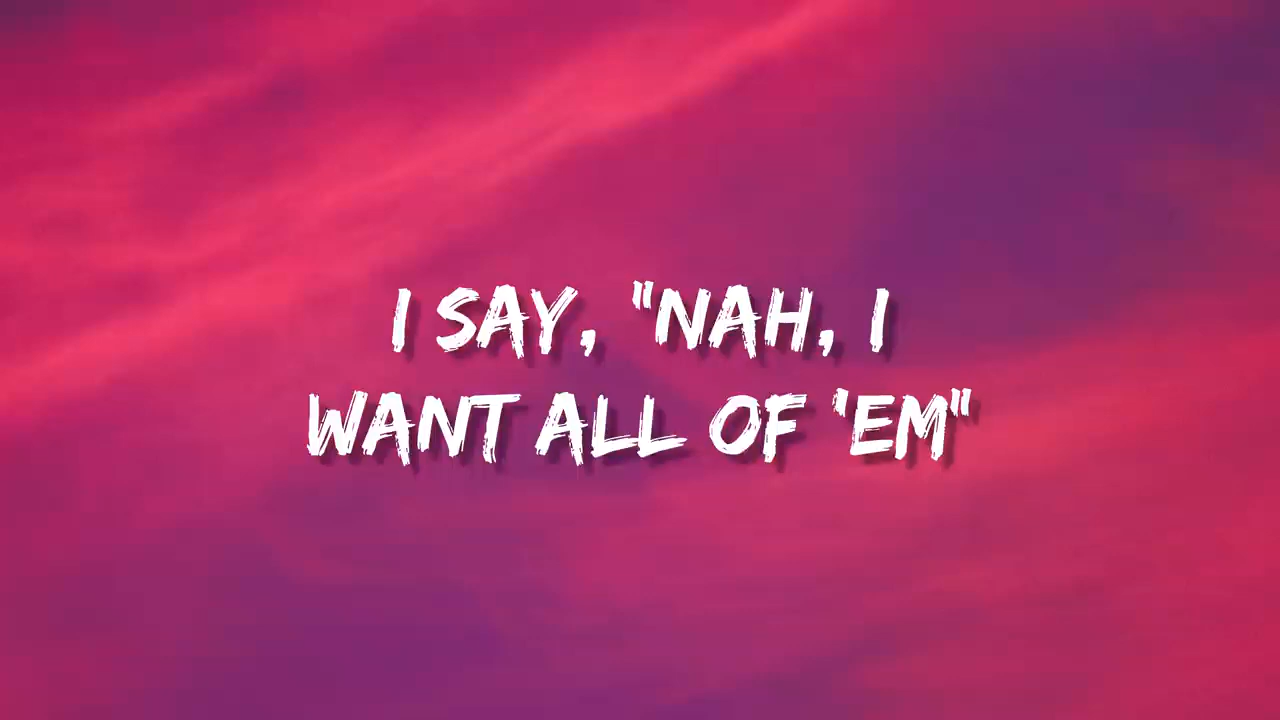 I SAY, "NAH, I
WANT ALL OF 'EM"